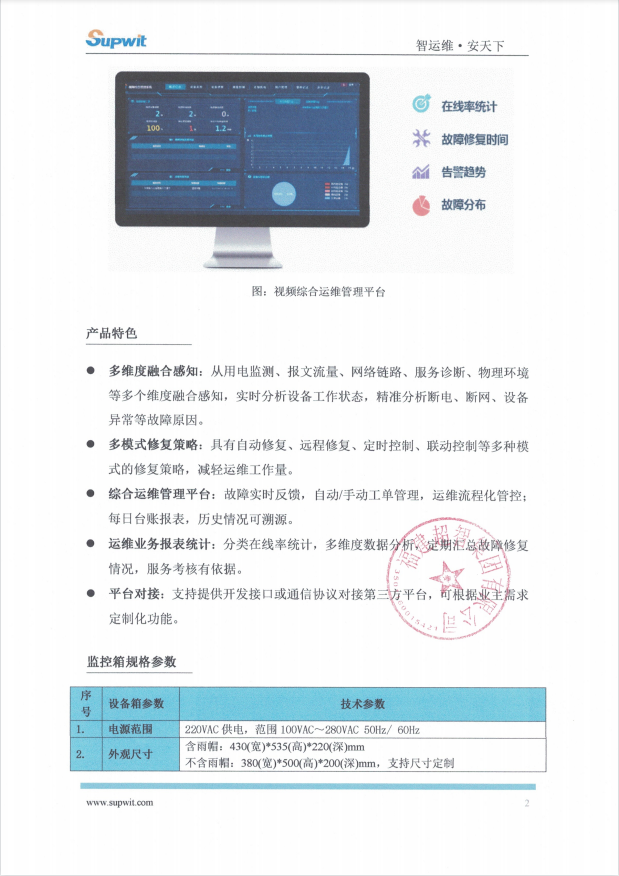 Supwit
智运维·安天下
在线率统计
故障修复时间
告警趋势
故障分布
图：视频综合运维管理平台
产品特色
● 多维度融合感知：从用电监测、报文流量、网络链路、服务诊断、物理环境
等多个维度融合感知，实时分析设备工作状态，精准分析断电、断网、设备
异常等故障原因。
● 多模式修复策略：具有自动修复、远程修复、定时控制、联动控制等多种模
式的修复策略，减轻运维工作量。
● 综合运维管理平台：故障实时反馈，自动/手动工单管理，运维流程化管控；
每日台账报表，历史情况可溯源。
● 运维业务报表统计：分类在线率统计，多维度数据分析，定期汇总故障修复
情况，服务考核有依据。
● 平台对接：支持提供开发接口或通信协议对接第三方平台，可根据业主需求
定制化功能。
福建超智集团有限公司
监控箱规格参数
序号 设备箱参数 技术参数
1. 电源范围 220VAC 供电，范围 100VAC～280VAC 50Hz/ 60Hz
2. 外观尺寸 含雨帽：430(宽)*535(高)*220(深)mm
不含雨帽：380(宽)*500(高)*200(深)mm，支持尺寸定制
www.supwit.com
2